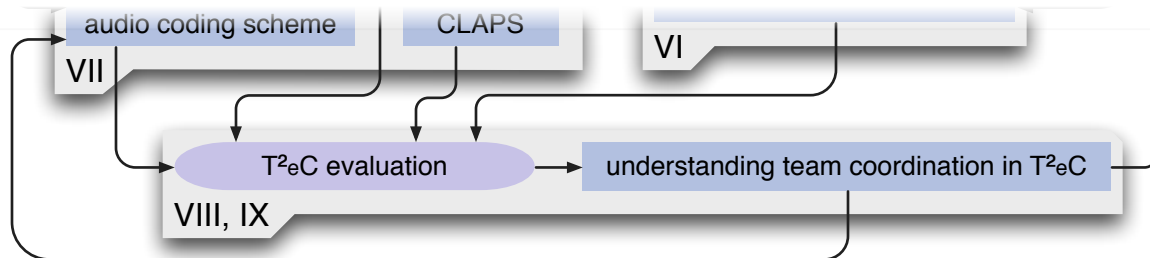 audio coding scheme
CLAPS
VII
VI
T²eC evaluation
understanding team coordination in T²eC
VIII, IX